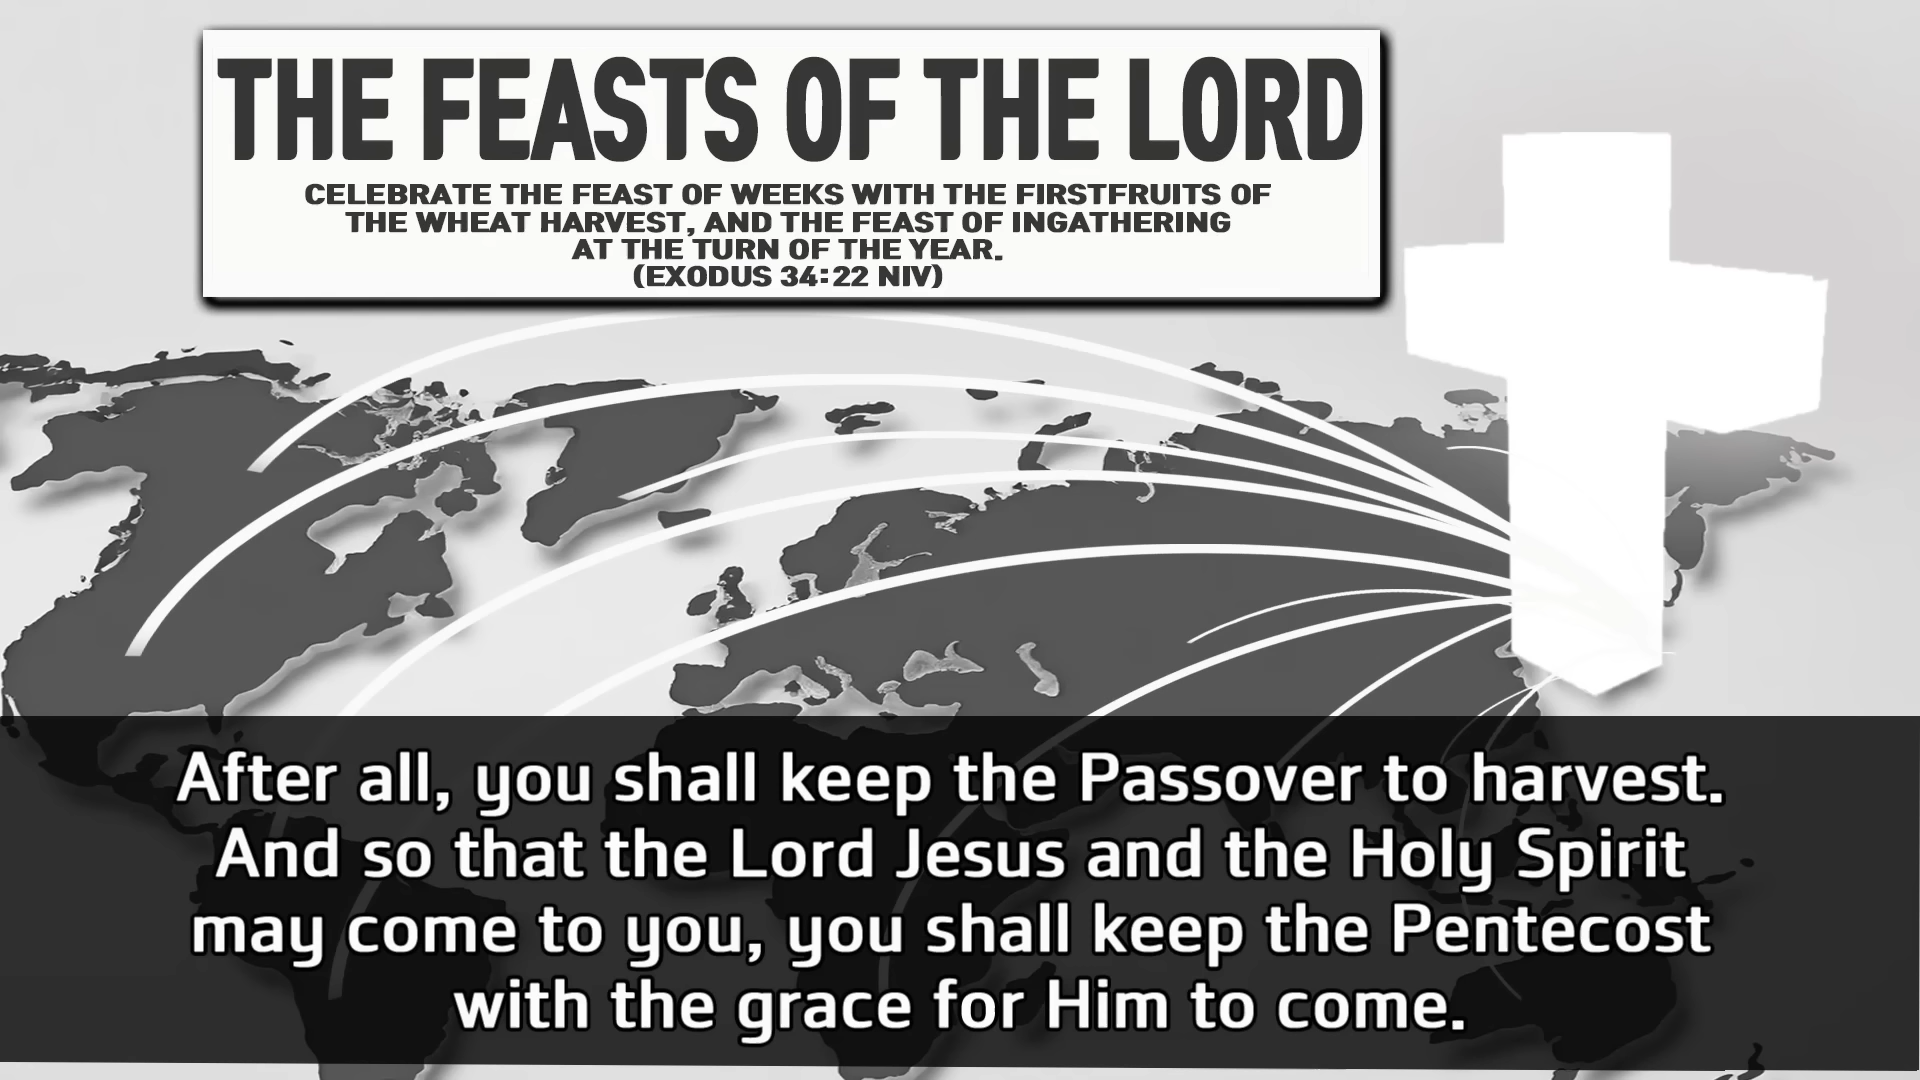 THE FEASTS OF THE LORD
CELEBRATE THE FEAST OF WEEKS WITH THE FIRSTFRUITS OF
THE WHEAT HARVEST, AND THE FEAST OF INGATHERING
AT THE TURN OF THE YEAR.
(EXODUS 34:22 NIV)
After all, you shall keep the Passover to harvest.
And so that the Lord Jesus and the Holy Spirit
may come to you, you shall keep the Pentecost
with the grace for Him to come.